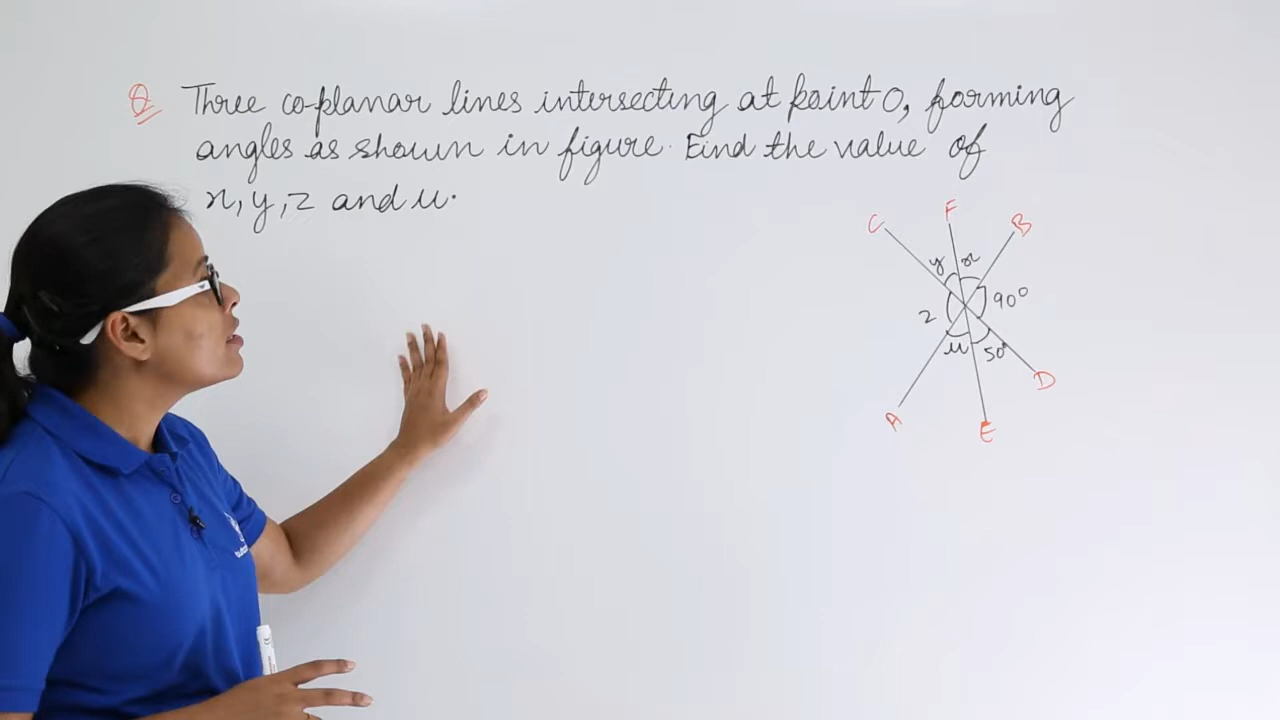 Q Three co-planar lines intersecting at point O, forming
angles as shown in figure. Find the value of
x, y, z and u.
C F B
y x
z 90°
u 50°
A E D